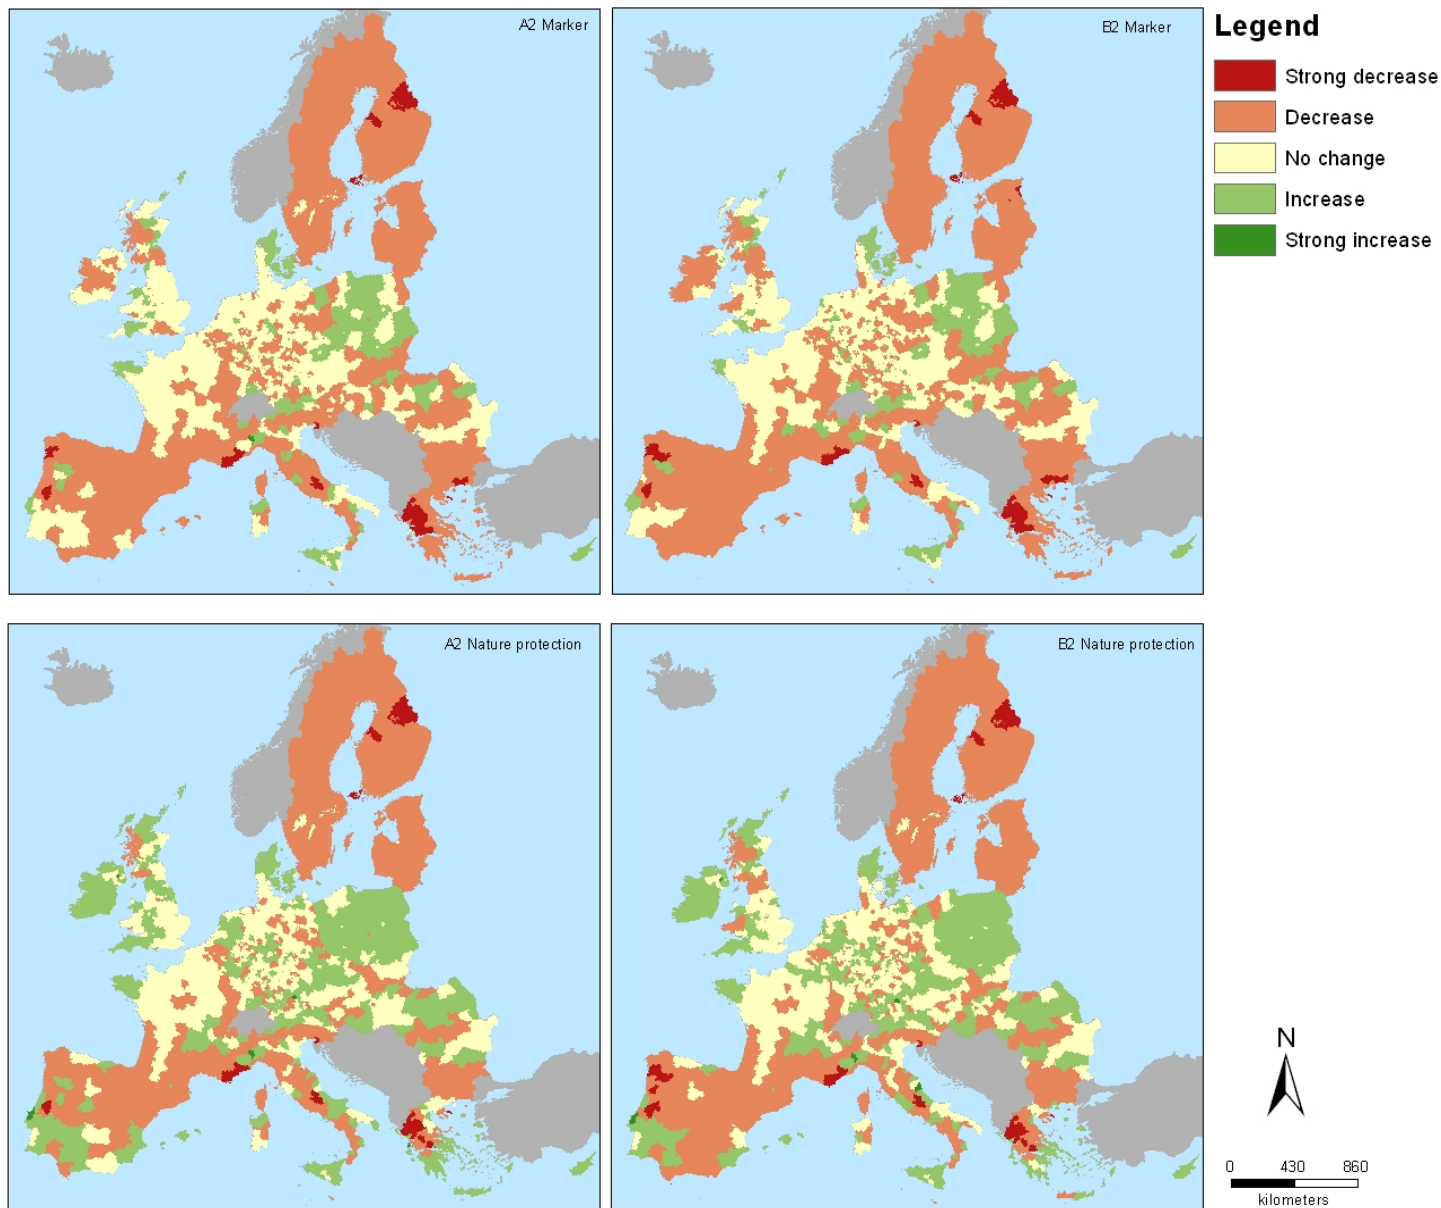 A2 Marker
B2 Marker
Legend
Strong decrease
Decrease
No change
Increase
Strong increase
A2 Nature protection
B2 Nature protection
N
0 430 860
kilometers